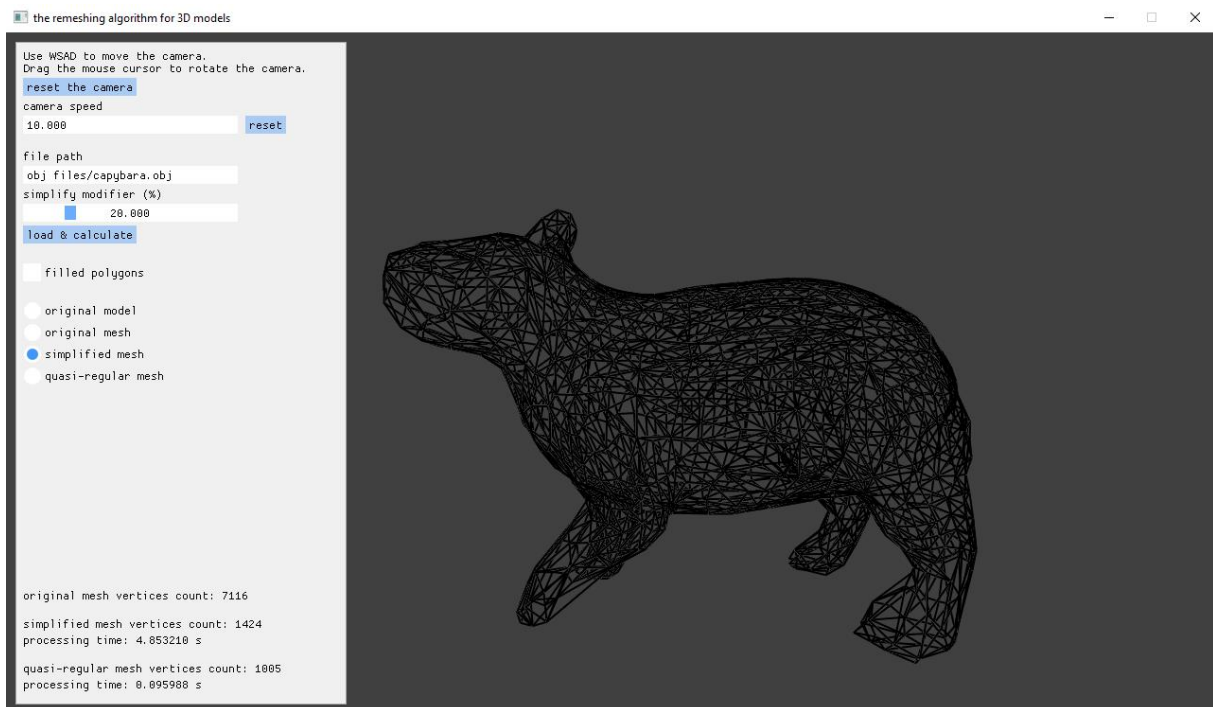 the remeshing algorithm for 3D models
Use WSAD to move the camera.
Drag the mouse cursor to rotate the camera.
reset the camera
camera speed
10.000 reset
file path
obj files/capybara.obj
simplify modifier (%)
20.000
load & calculate
filled polygons
original model
original mesh
simplified mesh
quasi-regular mesh
original mesh vertices count: 7116
simplified mesh vertices count: 1424
processing time: 4.853210 s
quasi-regular mesh vertices count: 1005
processing time: 0.095988 s